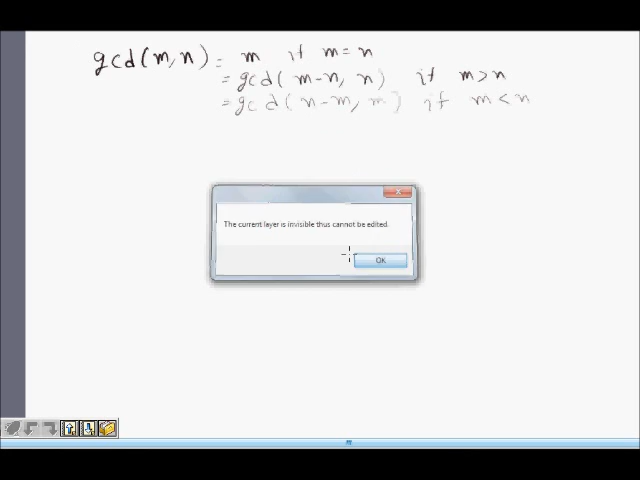 gcd(m,n) = m if m = n
= gcd( m-n, n) if m > n
= gcd( n-m, m) if m < n
The current layer is invisible thus cannot be edited.
OK